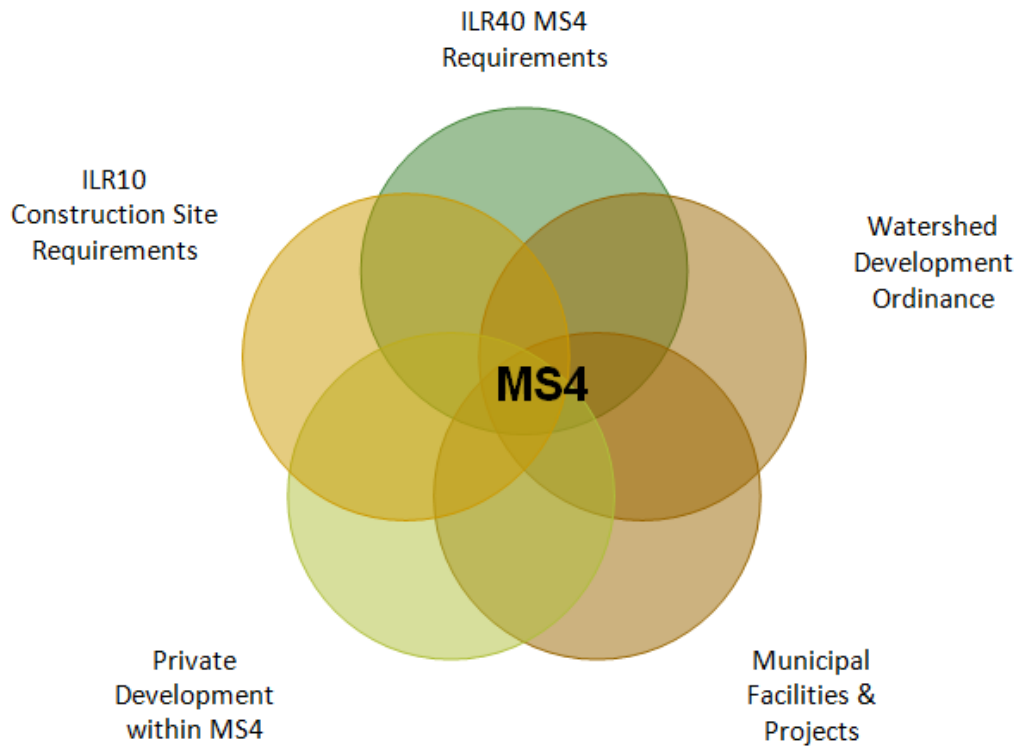 ILR40 MS4
Requirements
ILR10
Construction Site
Requirements
Watershed
Development
Ordinance
MS4
Private
Development
within MS4
Municipal
Facilities &
Projects